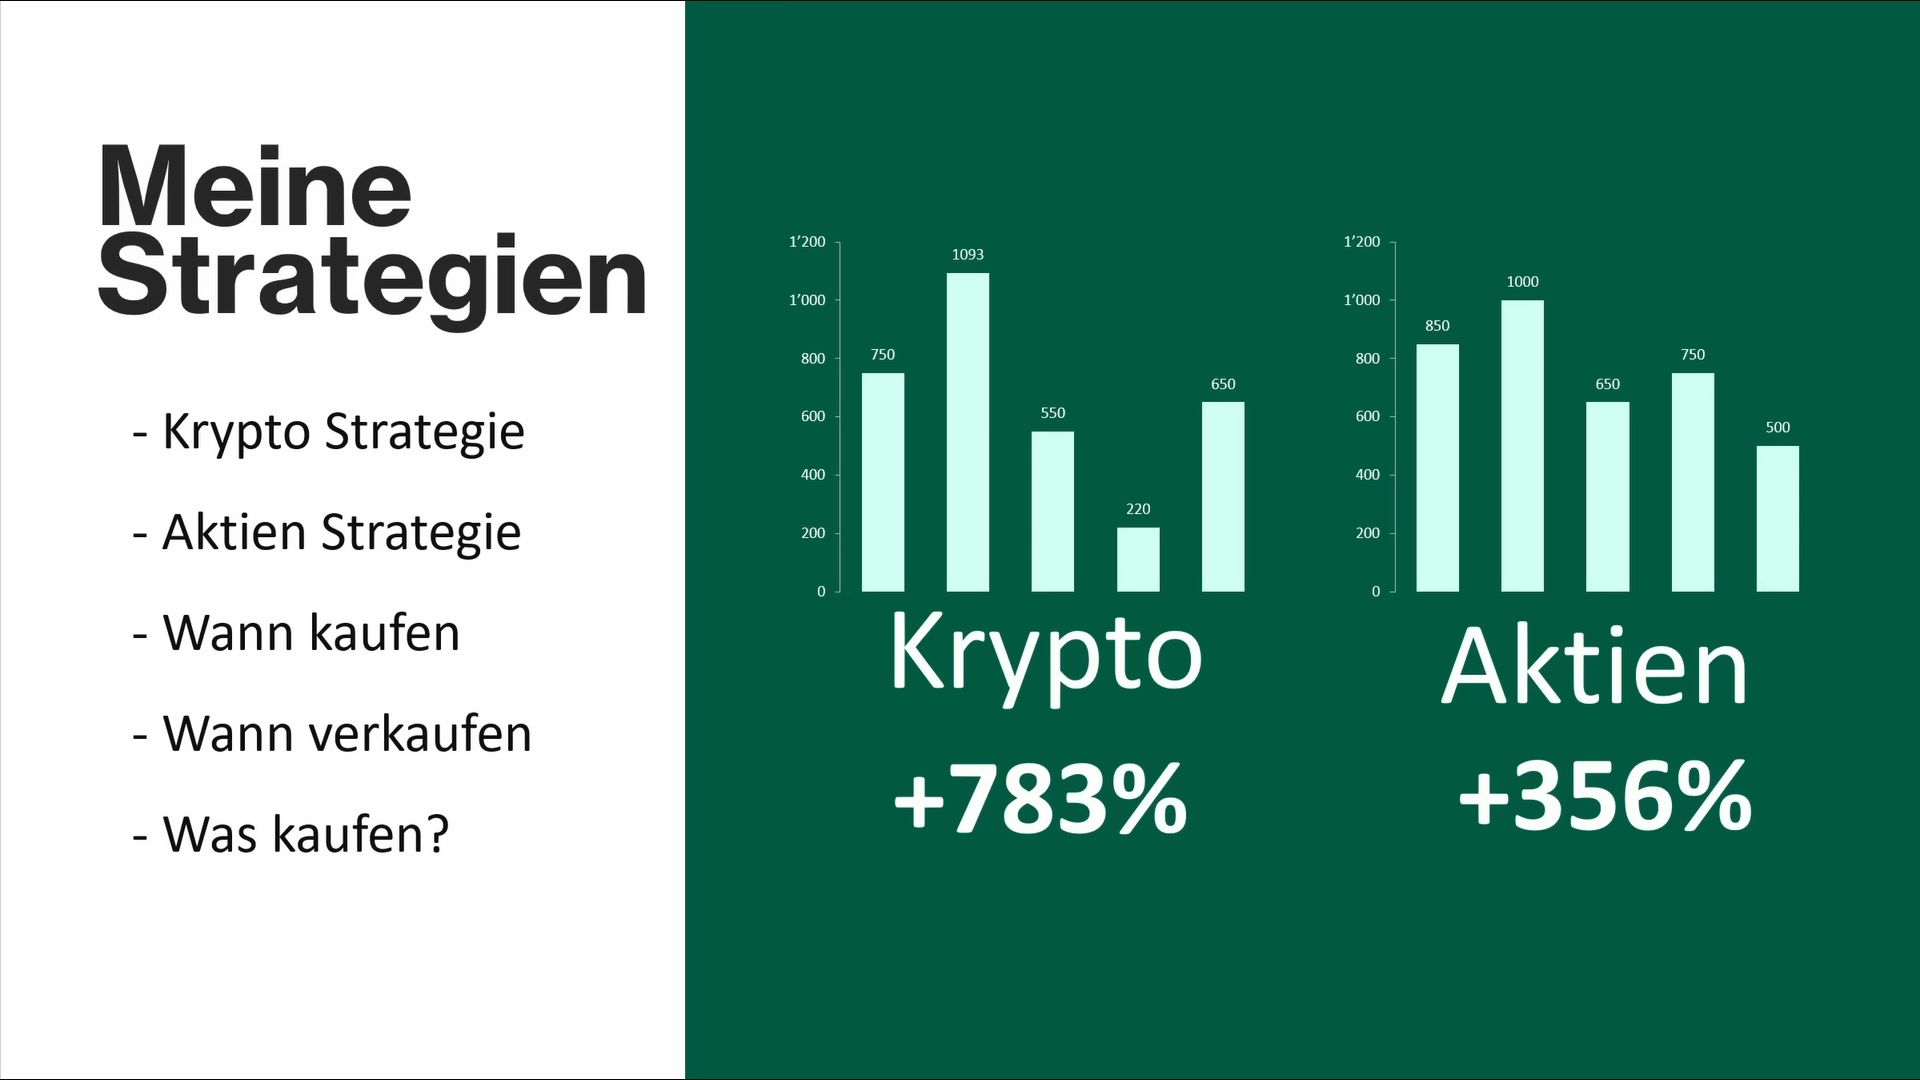 Meine
Strategien
- Krypto Strategie
- Aktien Strategie
- Wann kaufen
- Wann verkaufen
- Was kaufen?
1’200
1’000
800
600
400
200
0
750
1093
550
220
650
Krypto
+783%
1’200
1’000
800
600
400
200
0
850
1000
650
750
500
Aktien
+356%